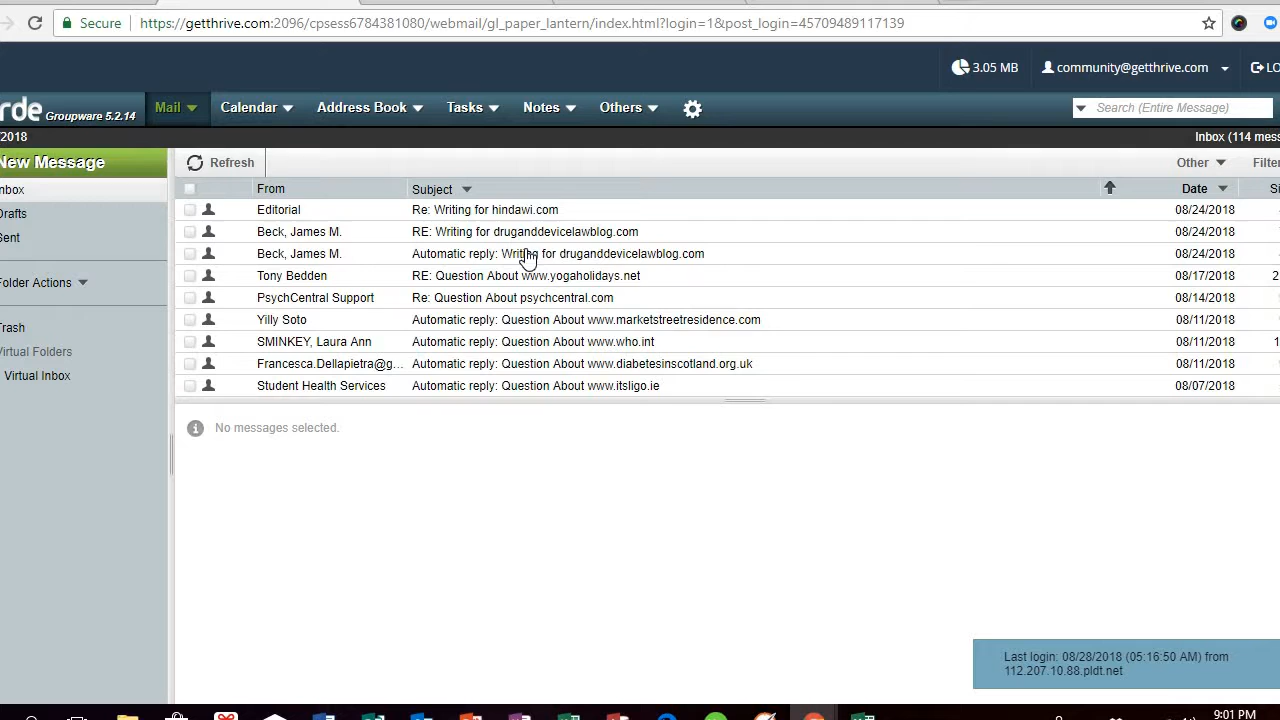 Secure https://getthrive.com:2096/cpsess6784381080/webmail/gl_paper_lantern/index.html?login=1&post_login=45709489117139
3.05 MB community@getthrive.com LO
rde Groupware 5.2.14 Mail Calendar Address Book Tasks Notes Others Search (Entire Message)
2018 Inbox (114 mess
New Message Refresh Other Filter
nbox From Subject Date Si
Editorial Re: Writing for hindawi.com 08/24/2018
Drafts
Beck, James M. RE: Writing for druganddevicelawblog.com 08/24/2018
Sent
Beck, James M. Automatic reply: Writing for druganddevicelawblog.com 08/24/2018
Tony Bedden RE: Question About www.yogaholidays.net 08/17/2018 2
Folder Actions
PsychCentral Support Re: Question About psychcentral.com 08/14/2018
Yilly Soto Automatic reply: Question About www.marketstreetresidence.com 08/11/2018
Trash
SMINKEY, Laura Ann Automatic reply: Question About www.who.int 08/11/2018 1
Virtual Folders
Francesca.Dellapietra@g... Automatic reply: Question About www.diabetesinscotland.org.uk 08/11/2018
Virtual Inbox
Student Health Services Automatic reply: Question About www.itsligo.ie 08/07/2018
No messages selected.
Last login: 08/28/2018 (05:16:50 AM) from
112.207.10.88.pldt.net
9:01 PM